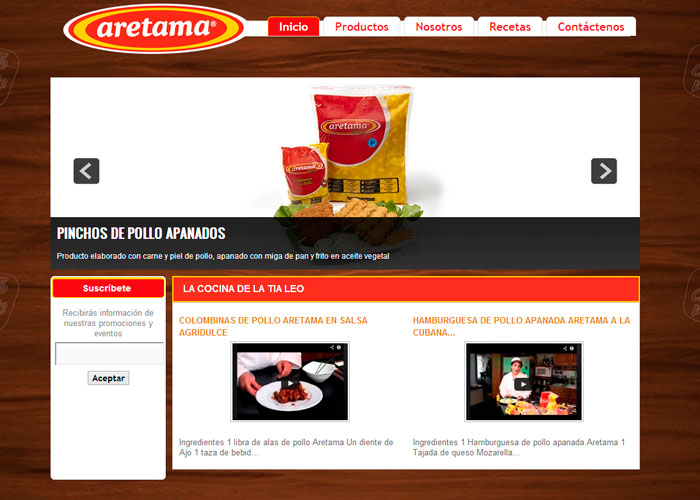 aretama®
Inicio
Productos
Nosotros
Recetas
Contáctenos
aretama
aretama
P
PINCHOS DE POLLO APANADOS
Producto elaborado con carne y piel de pollo, apanado con miga de pan y frito en aceite vegetal
Suscríbete
Recibirás información de
nuestras promociones y
eventos
Aceptar
LA COCINA DE LA TIA LEO
COLOMBINAS DE POLLO ARETAMA EN SALSA
AGRIDULCE
Ingredientes 1 libra de alas de pollo Aretama Un diente de
Ajo 1 taza de bebid...
HAMBURGUESA DE POLLO APANADA ARETAMA A LA
CUBANA...
Ingredientes 1 Hamburguesa de pollo apanada Aretama 1
Tajada de queso Mozarella...